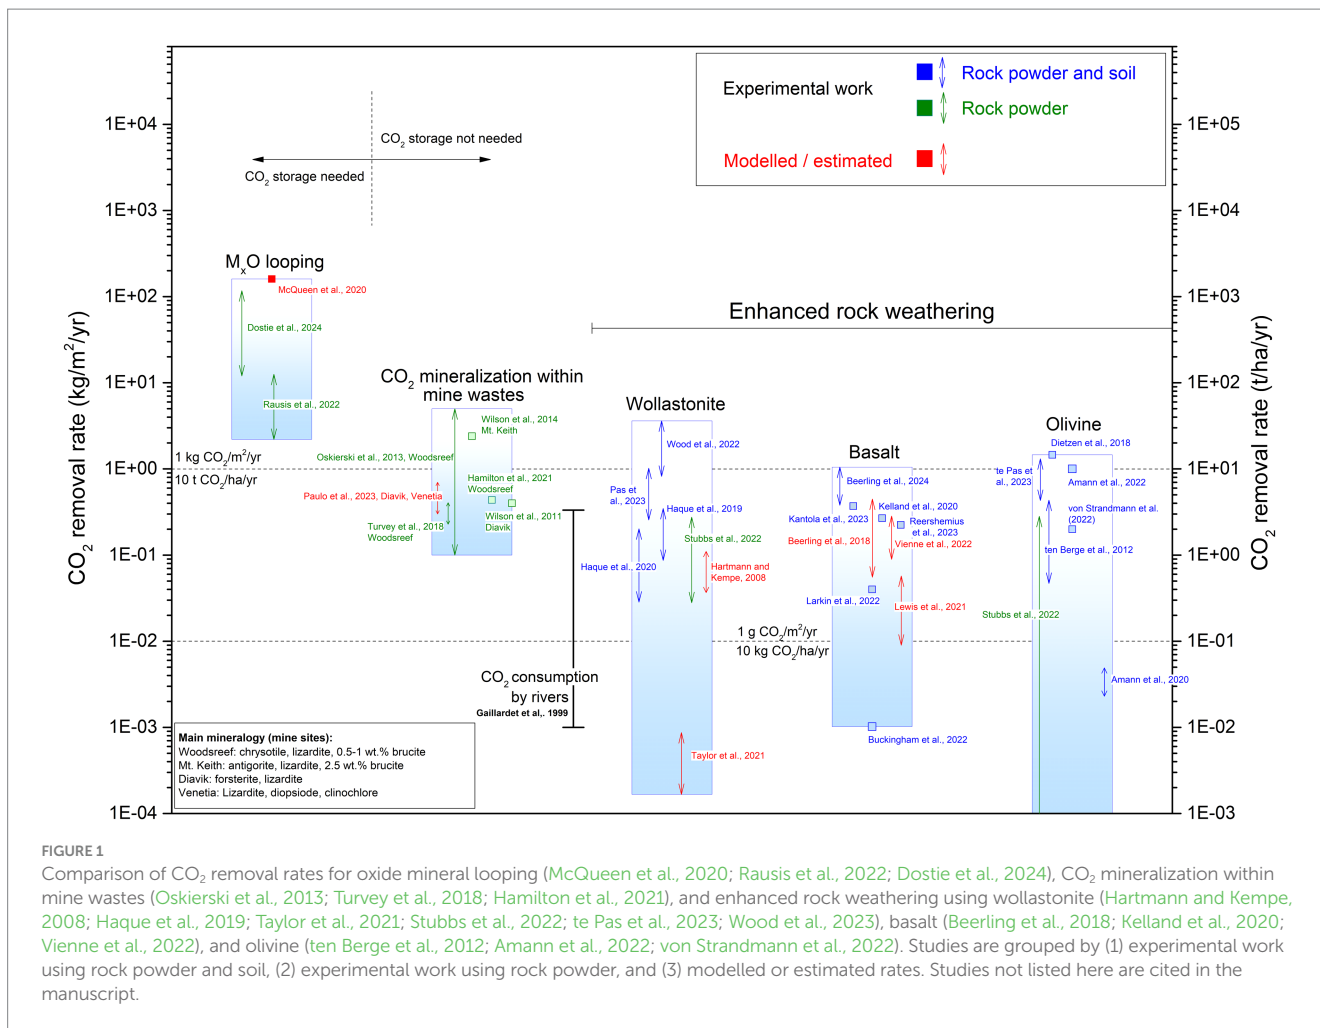 Experimental work
Rock powder and soil
Rock powder
Modelled / estimated
CO₂ storage not needed
CO₂ storage needed
1E+04
1E+03
1E+02
1E+01
1E+00
1E-01
1E-02
1E-03
1E-04
CO₂ removal rate (kg/m²/yr)
1E+05
1E+04
1E+03
1E+02
1E+01
1E+00
1E-01
1E-02
1E-03
CO₂ removal rate (t/ha/yr)
MₓO looping
McQueen et al., 2020
Dostie et al., 2024
Rausis et al., 2022
1 kg CO₂/m²/yr
10 t CO₂/ha/yr
CO₂ mineralization within
mine wastes
Wilson et al., 2014
Mt. Keith
Oskierski et al., 2013, Woodsreef
Hamilton et al., 2021
Woodsreef
Paulo et al., 2023, Diavik, Venetia
Wilson et al., 2011
Diavik
Turvey et al., 2018
Woodsreef
Enhanced rock weathering
Wollastonite
Wood et al., 2022
Pas et
al., 2023
Haque et al., 2019
Stubbs et al., 2022
Haque et al., 2020
Hartmann and
Kempe, 2008
Taylor et al., 2021
CO₂ consumption
by rivers
Gaillardet et al,. 1999
1 g CO₂/m²/yr
10 kg CO₂/ha/yr
Basalt
Beerling et al., 2024
Kelland et al., 2020
Kantola et al., 2023
Reershemius
et al., 2023
Beerling et al., 2018
Vienne et al., 2022
Larkin et al., 2022
Lewis et al., 2021
Buckingham et al., 2022
Olivine
Dietzen et al., 2018
te Pas et
al., 2023
Amann et al., 2022
von Strandmann et al.
(2022)
ten Berge et al., 2012
Stubbs et al., 2022
Amann et al., 2020
Main mineralogy (mine sites):
Woodsreef: chrysotile, lizardite, 0.5-1 wt.% brucite
Mt. Keith: antigorite, lizardite, 2.5 wt.% brucite
Diavik: forsterite, lizardite
Venetia: Lizardite, diopsiode, clinochlore
FIGURE 1
Comparison of CO₂ removal rates for oxide mineral looping (McQueen et al., 2020; Rausis et al., 2022; Dostie et al., 2024), CO₂ mineralization within
mine wastes (Oskierski et al., 2013; Turvey et al., 2018; Hamilton et al., 2021), and enhanced rock weathering using wollastonite (Hartmann and Kempe,
2008; Haque et al., 2019; Taylor et al., 2021; Stubbs et al., 2022; te Pas et al., 2023; Wood et al., 2023), basalt (Beerling et al., 2018; Kelland et al., 2020;
Vienne et al., 2022), and olivine (ten Berge et al., 2012; Amann et al., 2022; von Strandmann et al., 2022). Studies are grouped by (1) experimental work
using rock powder and soil, (2) experimental work using rock powder, and (3) modelled or estimated rates. Studies not listed here are cited in the
manuscript.